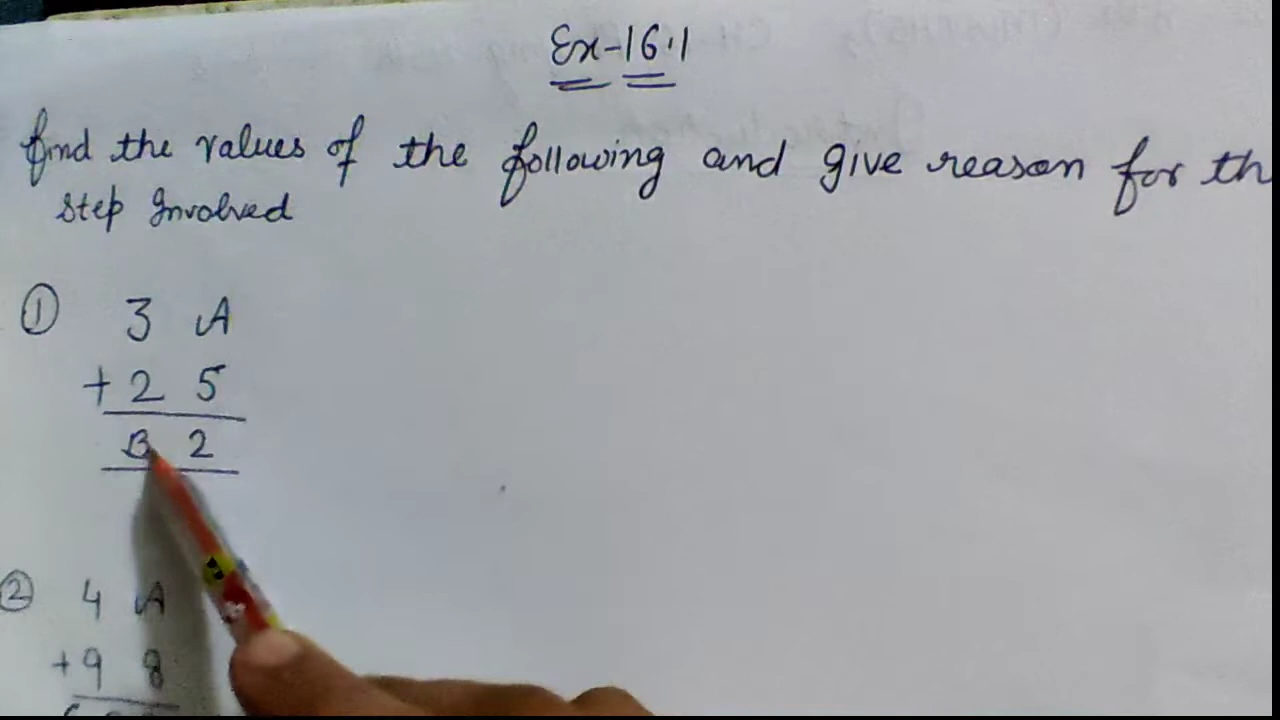 Ex-16.1
find the values of the following and give reason for th
step Involved
① 3 A
+ 2 5
B 2
② 4 A
+ 9 8